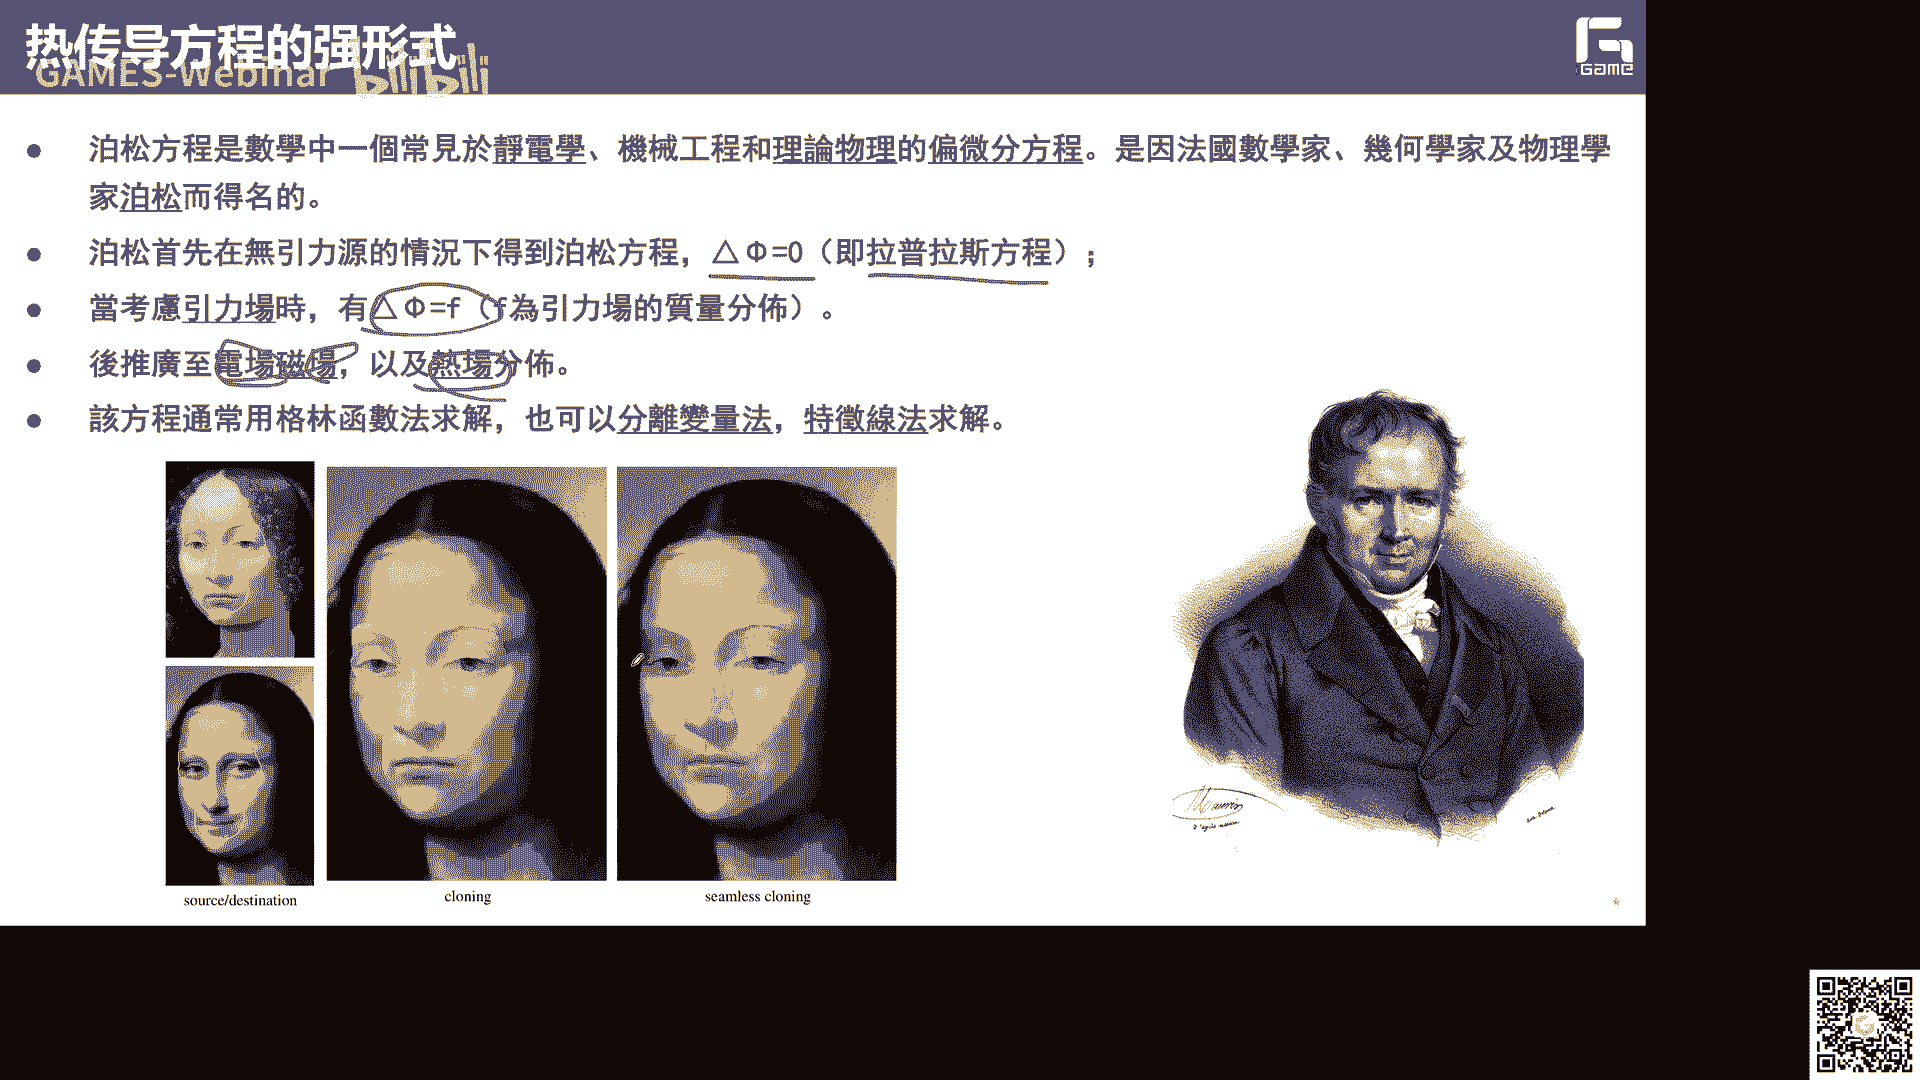 热传导方程的强形式
GAMES-Webinar bilibili
GAME
泊松方程是數學中一個常見於靜電學、機械工程和理論物理的偏微分方程。是因法國數學家、幾何學家及物理學
家泊松而得名的。
泊松首先在無引力源的情況下得到泊松方程，△Φ=0（即拉普拉斯方程）；
當考慮引力場時，有△Φ=f（f為引力場的質量分佈）。
後推廣至電場磁場，以及熱場分佈。
該方程通常用格林函數法求解，也可以分離變量法，特徵線法求解。
source/destination
cloning
seamless cloning
*